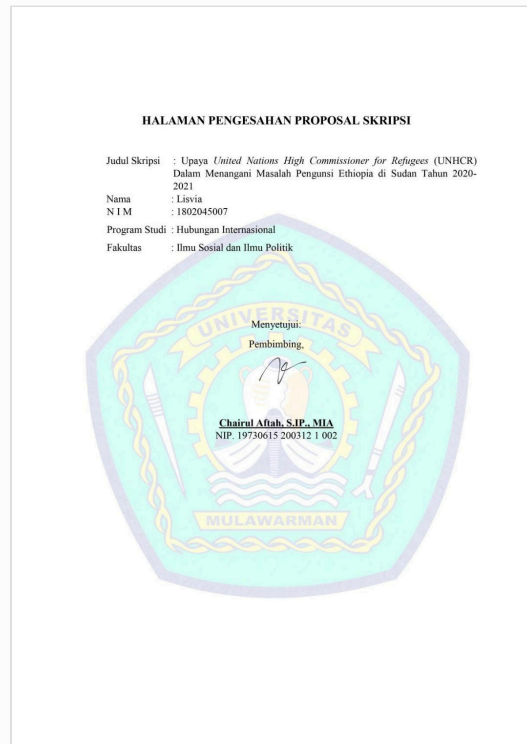 HALAMAN PENGESAHAN PROPOSAL SKRIPSI
Judul Skripsi : Upaya United Nations High Commissioner for Refugees (UNHCR)
Dalam Menangani Masalah Pengunsi Ethiopia di Sudan Tahun 2020-
2021
Nama : Lisvia
N I M : 1802045007
Program Studi : Hubungan Internasional
Fakultas : Ilmu Sosial dan Ilmu Politik
UNIVERSITAS
Menyetujui:
Pembimbing,
Chairul Aftah, S.IP., MIA
NIP. 19730615 200312 1 002
MULAWARMAN